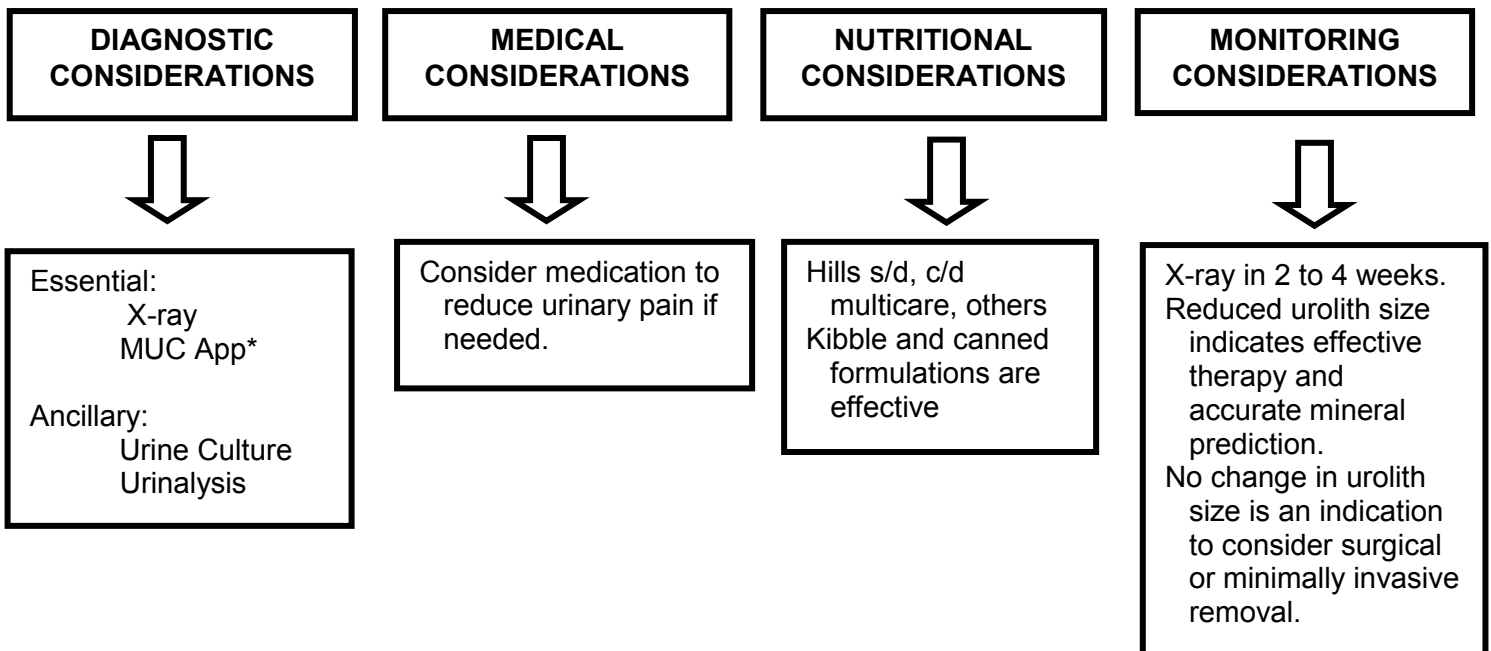 DIAGNOSTIC
CONSIDERATIONS
Essential:
X-ray
MUC App*
Ancillary:
Urine Culture
Urinalysis
MEDICAL
CONSIDERATIONS
Consider medication to
reduce urinary pain if
needed.
NUTRITIONAL
CONSIDERATIONS
Hills s/d, c/d
multicare, others
Kibble and canned
formulations are
effective
MONITORING
CONSIDERATIONS
X-ray in 2 to 4 weeks.
Reduced urolith size
indicates effective
therapy and
accurate mineral
prediction.
No change in urolith
size is an indication
to consider surgical
or minimally invasive
removal.